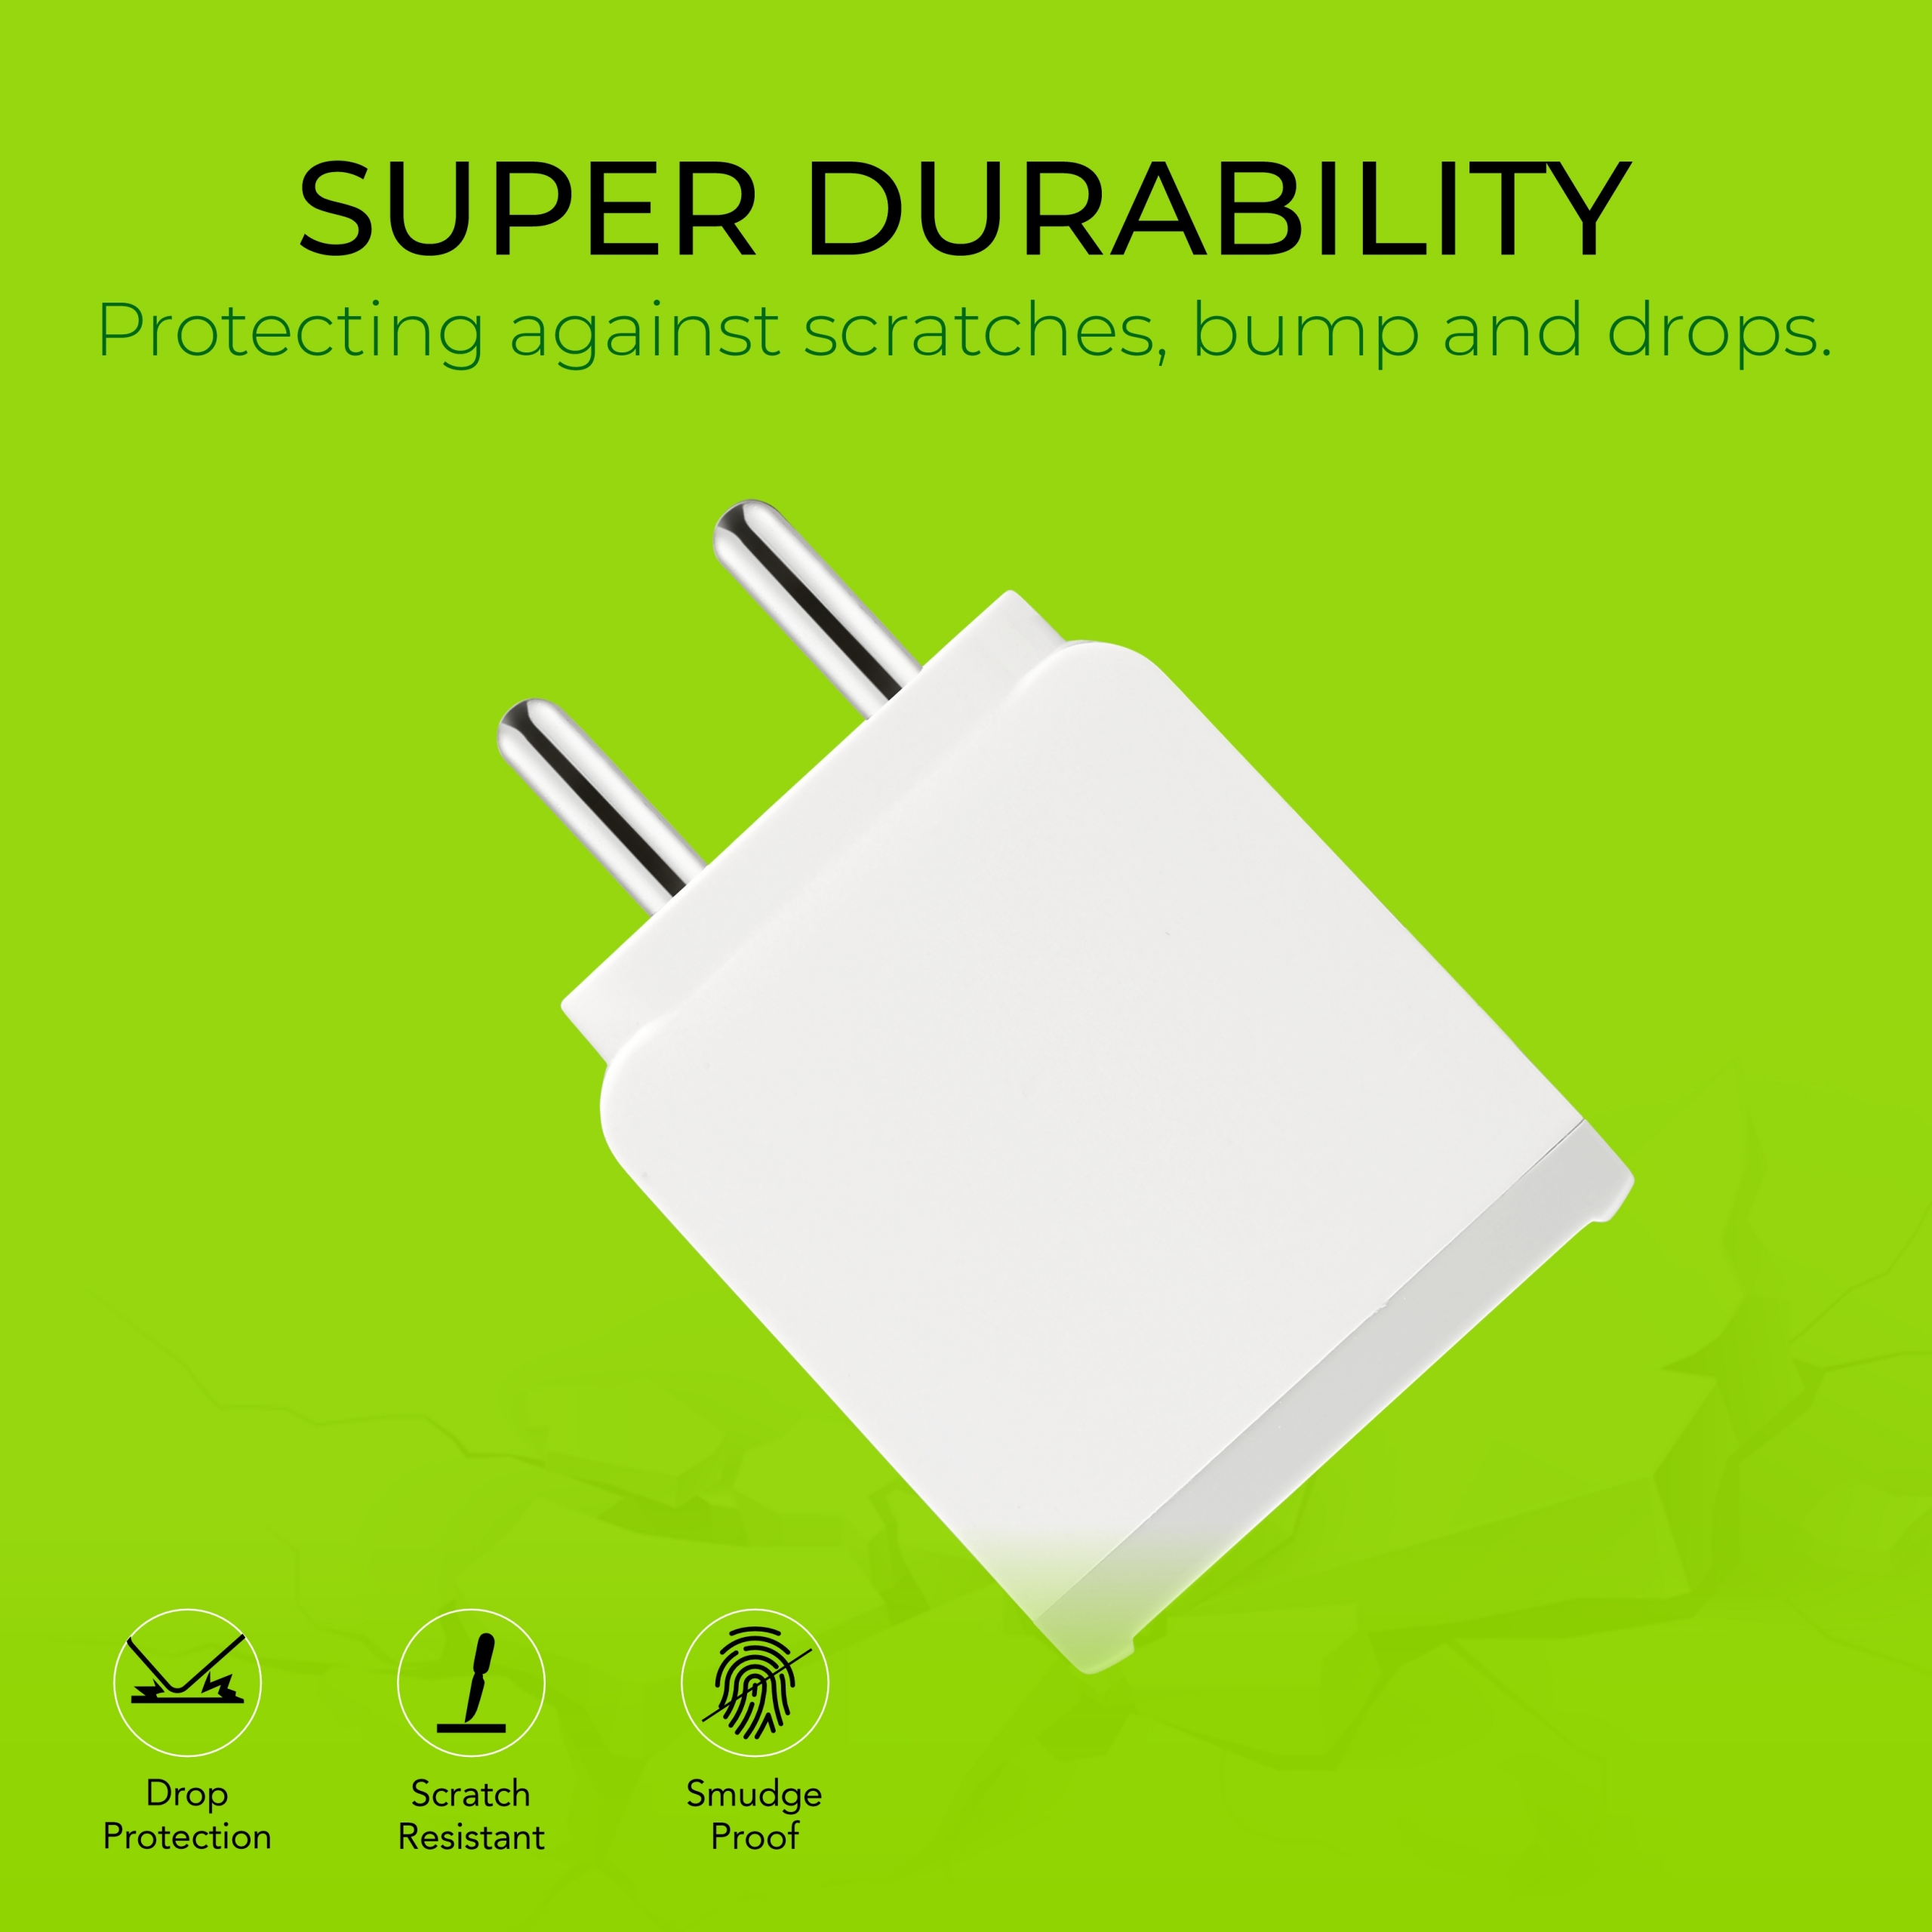 SUPER DURABILITY
Protecting against scratches, bump and drops.
Drop
Protection
Scratch
Resistant
Smudge
Proof